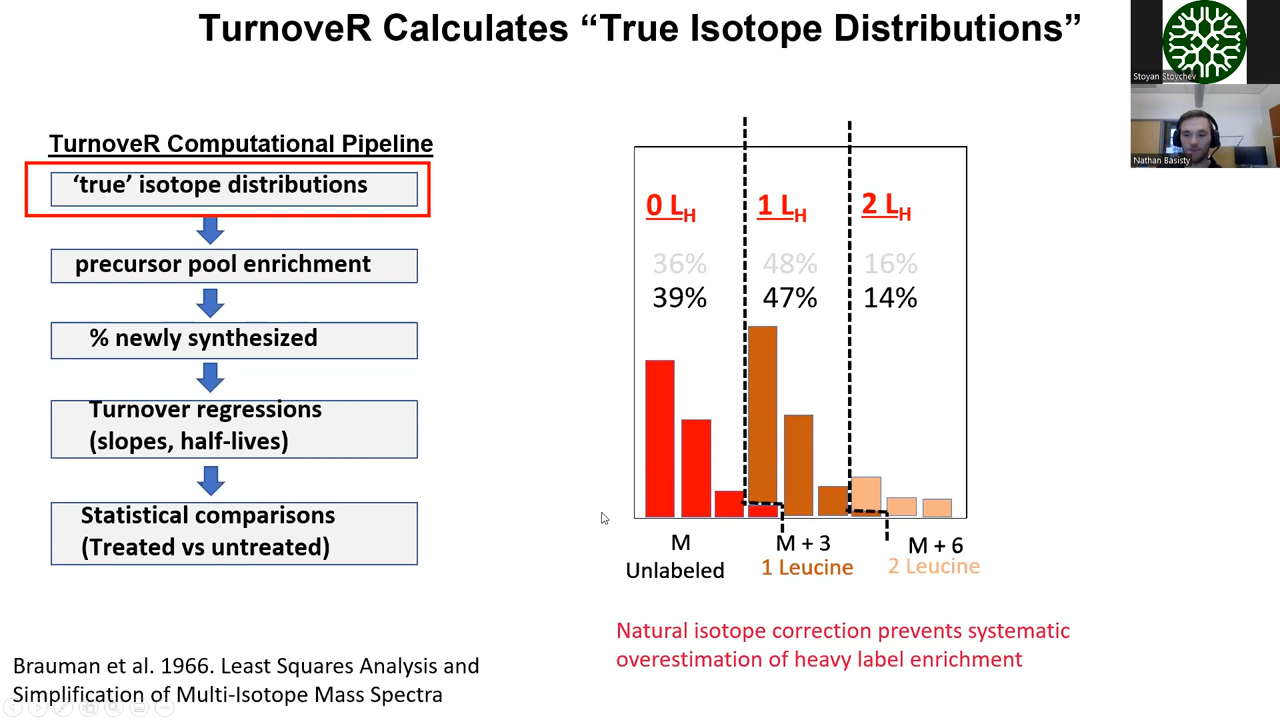 TurnoveR Calculates “True Isotope Distributions”
Stoyan Stoychev
Nathan Basisty
TurnoveR Computational Pipeline
‘true’ isotope distributions
precursor pool enrichment
% newly synthesized
Turnover regressions
(slopes, half-lives)
Statistical comparisons
(Treated vs untreated)
0 LH 1 LH 2 LH
36% 48% 16%
39% 47% 14%
M M + 3 M + 6
Unlabeled 1 Leucine 2 Leucine
Natural isotope correction prevents systematic
overestimation of heavy label enrichment
Brauman et al. 1966. Least Squares Analysis and
Simplification of Multi-Isotope Mass Spectra